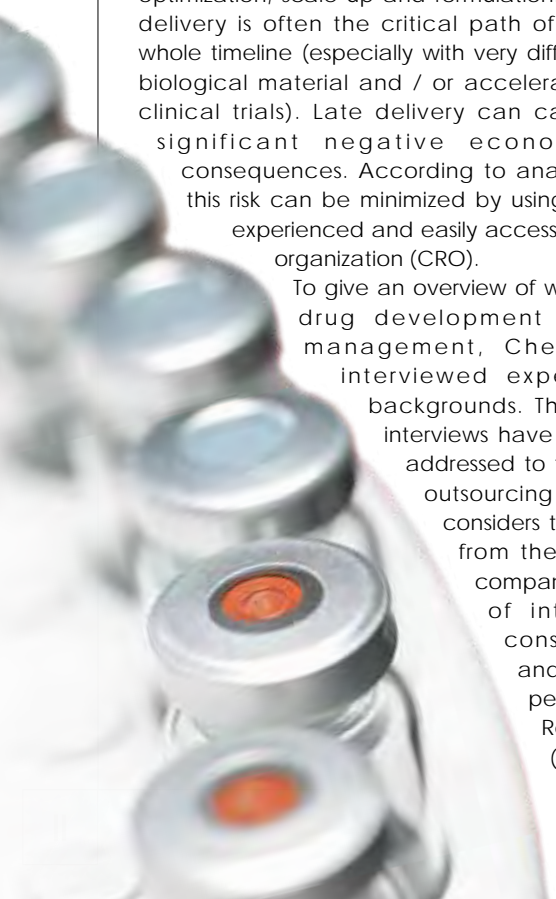 optimization, scale up and formulation
delivery is often the critical path of
whole timeline (especially with very diff
biological material and / or accelera
clinical trials). Late delivery can ca
significant negative econo
consequences. According to ana
this risk can be minimized by using
experienced and easily access
organization (CRO).
To give an overview of w
drug development
management, Che
interviewed expe
backgrounds. Th
interviews have
addressed to
outsourcing
considers t
from the
compan
of int
cons
and
pe
Re
(